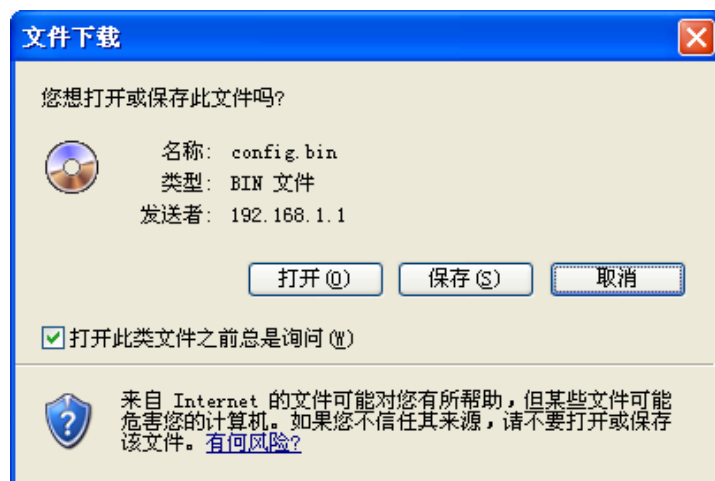 文件下载
您想打开或保存此文件吗?
名称: config.bin
类型: BIN 文件
发送者: 192.168.1.1
打开(O) 保存(S) 取消
打开此类文件之前总是询问(W)
来自 Internet 的文件可能对您有所帮助，但某些文件可能
危害您的计算机。如果您不信任其来源，请不要打开或保存
该文件。有何风险?